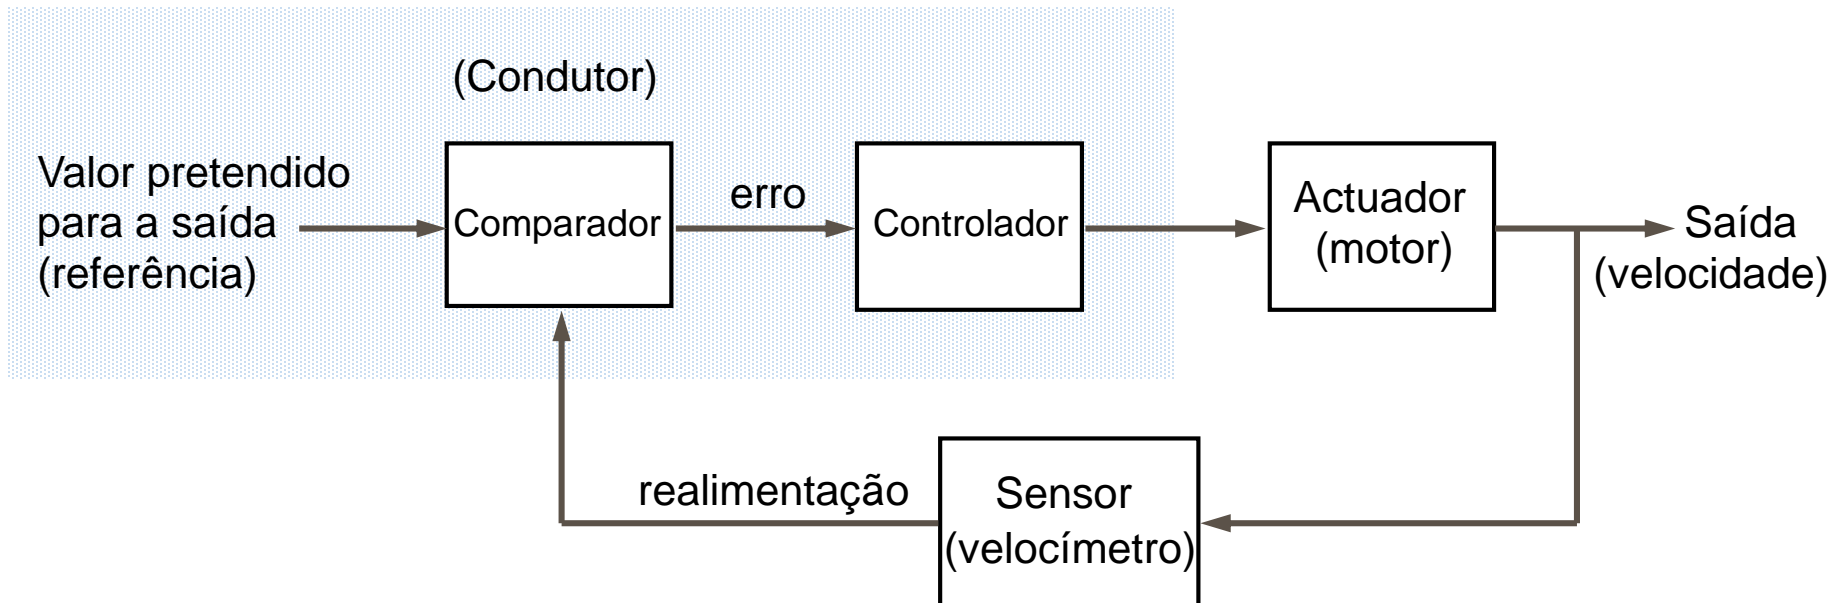 (Condutor)
Valor pretendido
para a saída
(referência)
Comparador
erro
Controlador
Actuador
(motor)
Saída
(velocidade)
realimentação
Sensor
(velocímetro)